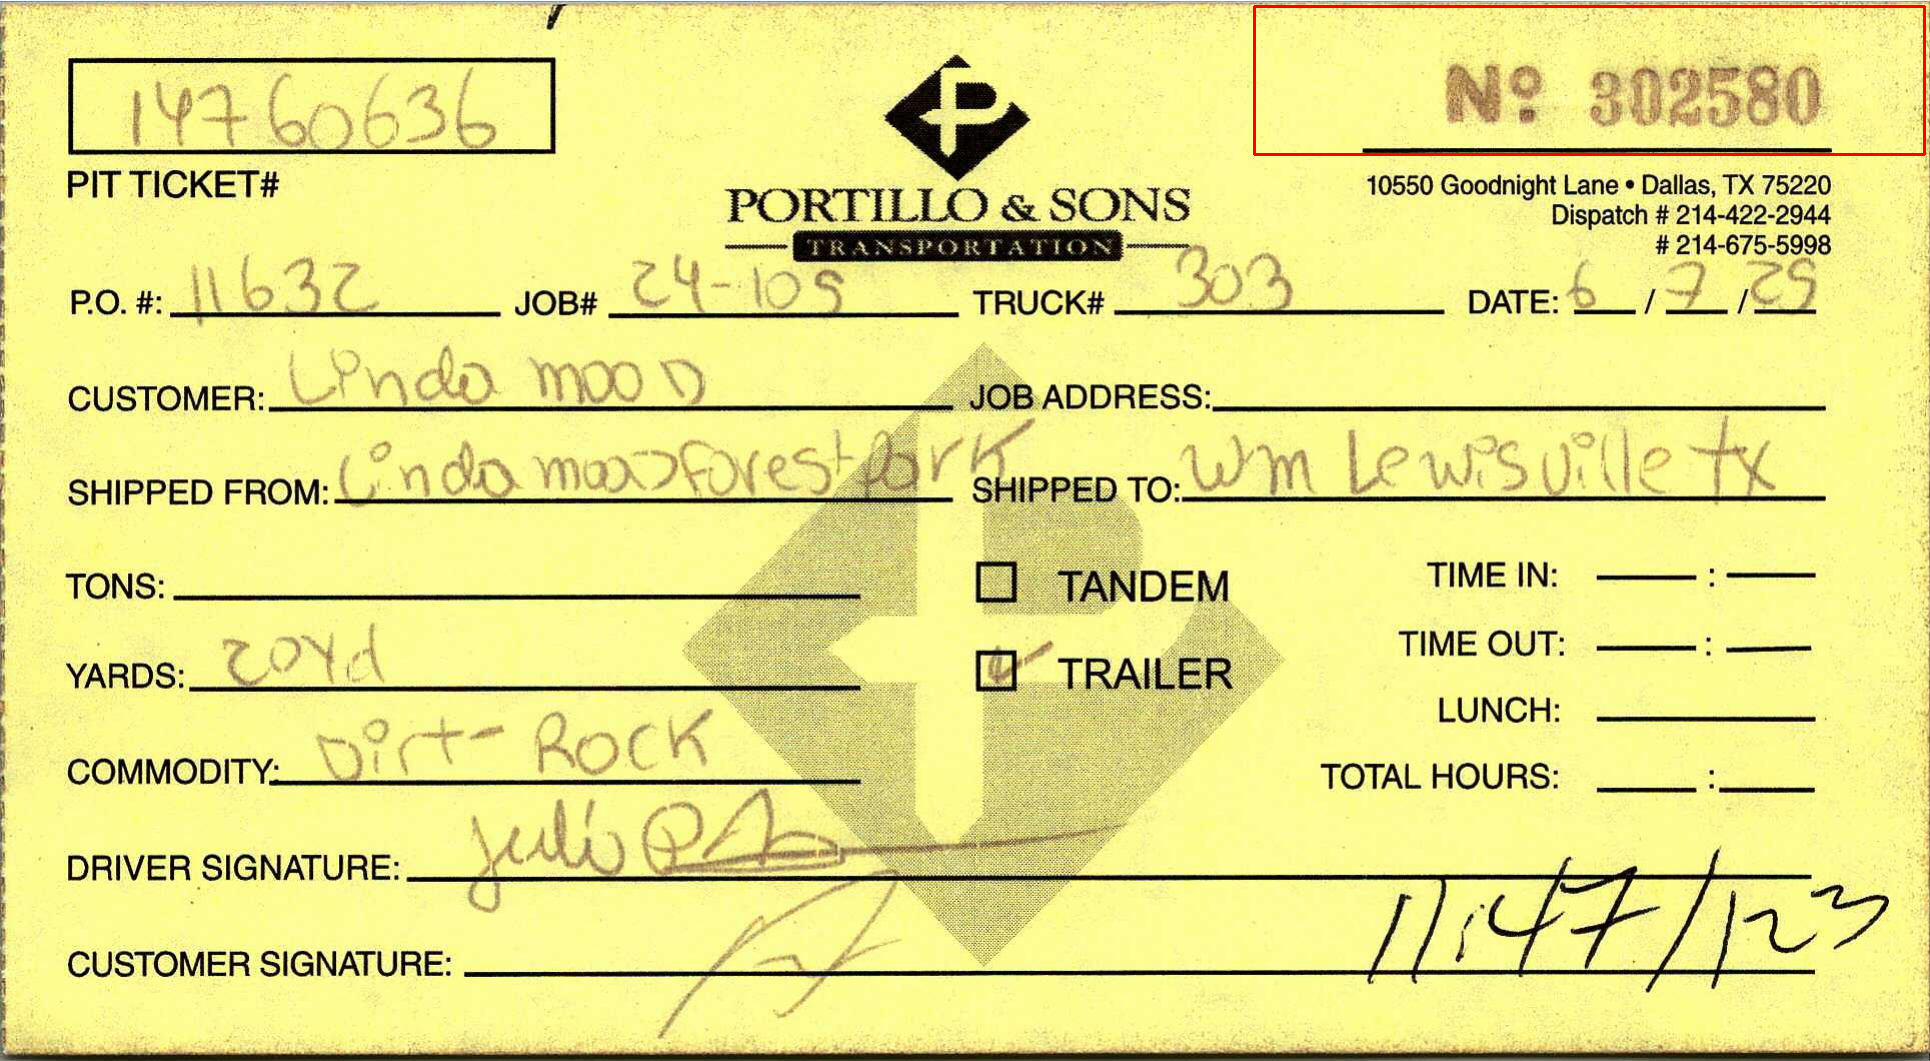 14760636
Nº 302580
PIT TICKET#
PORTILLO & SONS
TRANSPORTATION
10550 Goodnight Lane • Dallas, TX 75220
Dispatch # 214-422-2944
# 214-675-5998
P.O. #: 11632 JOB# 24-105 TRUCK# 303 DATE: 6 / 7 / 25
CUSTOMER: Linda mood JOB ADDRESS:
SHIPPED FROM: Linda mood forest park SHIPPED TO: WM Lewisville TX
TONS: TANDEM TIME IN: :
YARDS: 20Yd TRAILER TIME OUT: :
LUNCH:
COMMODITY: Dirt- ROCK TOTAL HOURS: :
DRIVER SIGNATURE: Julio
11:47/123
CUSTOMER SIGNATURE: